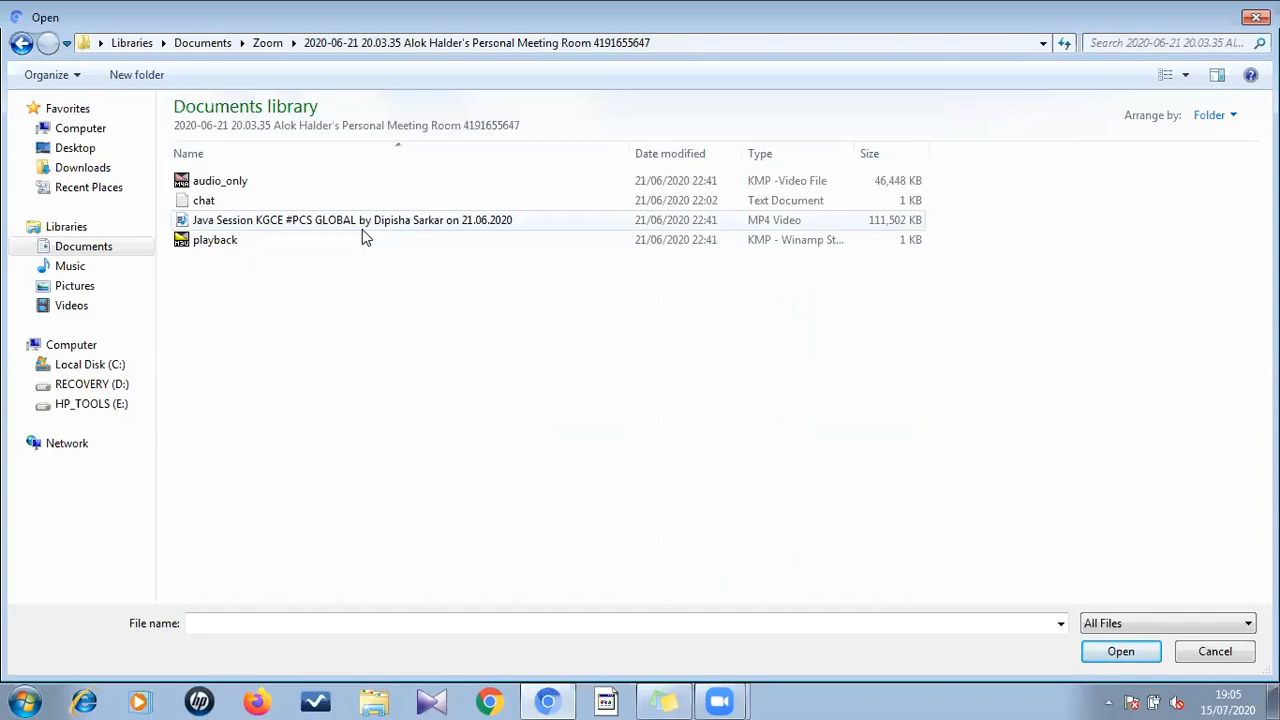 Open
Libraries Documents Zoom 2020-06-21 20.03.35 Alok Halder's Personal Meeting Room 4191655647
Search 2020-06-21 20.03.35 AL...
Organize New folder
Favorites
Computer
Desktop
Downloads
Recent Places
Libraries
Documents
Music
Pictures
Videos
Computer
Local Disk (C:)
RECOVERY (D:)
HP_TOOLS (E:)
Network
Documents library
2020-06-21 20.03.35 Alok Halder's Personal Meeting Room 4191655647
Arrange by: Folder
Name Date modified Type Size
audio_only 21/06/2020 22:41 KMP -Video File 46,448 KB
chat 21/06/2020 22:02 Text Document 1 KB
Java Session KGCE #PCS GLOBAL by Dipisha Sarkar on 21.06.2020 21/06/2020 22:41 MP4 Video 111,502 KB
playback 21/06/2020 22:41 KMP - Winamp St... 1 KB
File name: All Files
Open Cancel
hp
19:05
15/07/2020